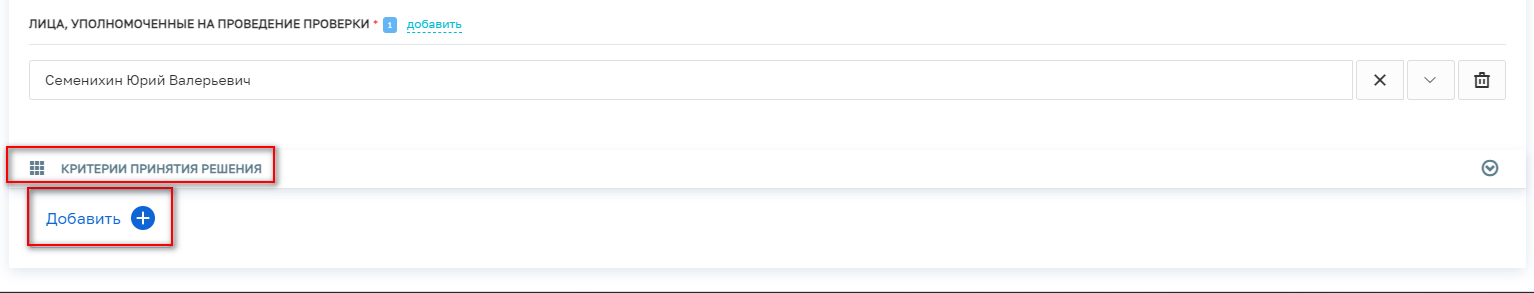 ЛИЦА, УПОЛНОМОЧЕННЫЕ НА ПРОВЕДЕНИЕ ПРОВЕРКИ * 1 добавить
Семенихин Юрий Валерьевич
КРИТЕРИИ ПРИНЯТИЯ РЕШЕНИЯ
Добавить